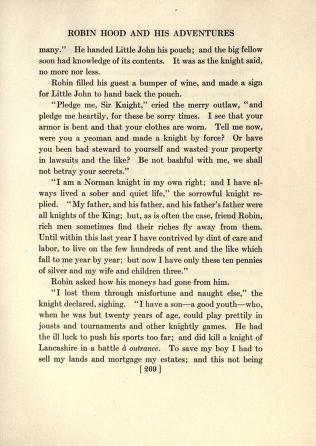 ROBIN HOOD AND HIS ADVENTURES
many." He handed Little John his pouch; and the big fellow
soon had knowledge of its contents. It was as the knight said,
no more nor less.
Robin filled his guest a bumper of wine, and made a sign
for Little John to hand back the pouch.
"Pledge me, Sir Knight," cried the merry outlaw, "and
pledge me heartily, for these be sorry times. I see that your
armor is bent and that your clothes are worn. Tell me now,
were you a yeoman and made a knight by force? Or have
you been bad steward to yourself and wasted your property
in lawsuits and the like? Be not bashful with me, we shall
not betray your secrets."
"I am a Norman knight in my own right; and I have al-
ways lived a sober and quiet life," the sorrowful knight re-
plied. "My father, and his father, and his father's father were
all knights of the King; but, as is often the case, friend Robin,
rich men sometimes find their riches fly away from them.
Until within this last year I have contrived by dint of care and
labor, to live on the few hundreds of rent and the like which
fall to me year by year; but now I have only these ten pennies
of silver and my wife and children three."
Robin asked how his moneys had gone from him.
"I lost them through misfortune and naught else," the
knight declared, sighing. "I have a son—a good youth—who,
when he was but twenty years of age, could play prettily in
jousts and tournaments and other knightly games. He had
the ill luck to push his sports too far; and did kill a knight of
Lancashire in a battle à outrance. To save my boy I had to
sell my lands and mortgage my estates; and this not being
[ 269 ]